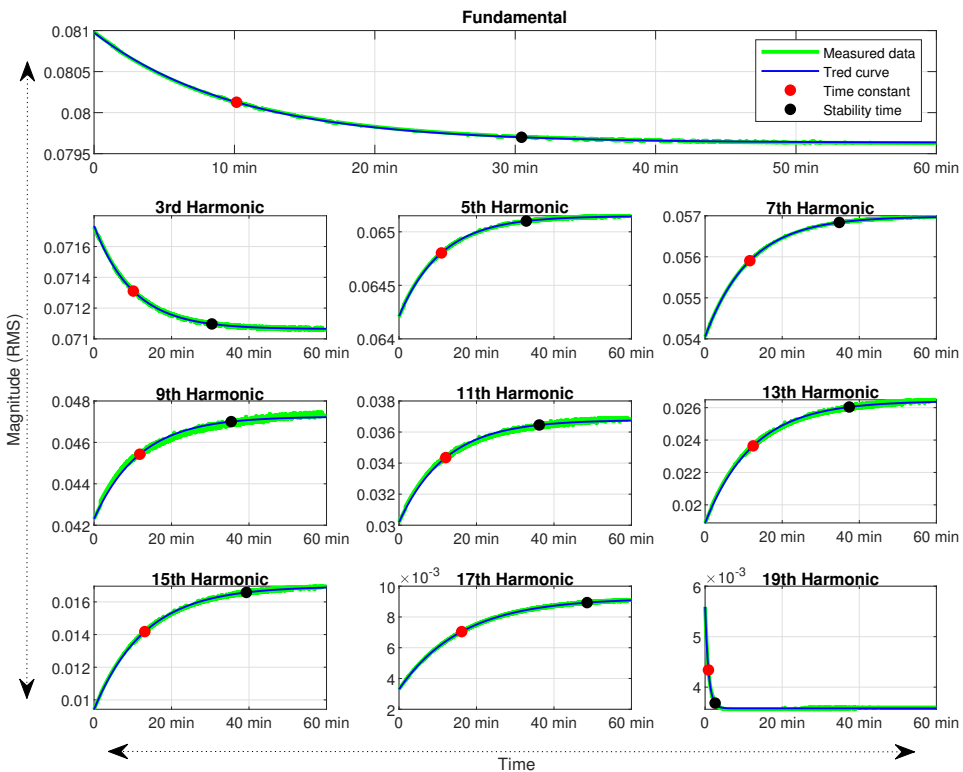 Fundamental
0.081
0.0805
0.08
0.0795
0 10 min 20 min 30 min 40 min 50 min 60 min
Measured data
Tred curve
Time constant
Stability time
3rd Harmonic
0.0716
0.0714
0.0712
0.071
0 20 min 40 min 60 min
5th Harmonic
0.065
0.0645
0.064
0 20 min 40 min 60 min
7th Harmonic
0.057
0.056
0.055
0.054
0 20 min 40 min 60 min
Magnitude (RMS)
9th Harmonic
0.048
0.046
0.044
0.042
0 20 min 40 min 60 min
11th Harmonic
0.038
0.036
0.034
0.032
0.03
0 20 min 40 min 60 min
13th Harmonic
0.026
0.024
0.022
0.02
0 20 min 40 min 60 min
15th Harmonic
0.016
0.014
0.012
0.01
0 20 min 40 min 60 min
17th Harmonic
×10⁻³
10
8
6
4
2
0 20 min 40 min 60 min
19th Harmonic
×10⁻³
6
5
4
0 20 min 40 min 60 min
Time